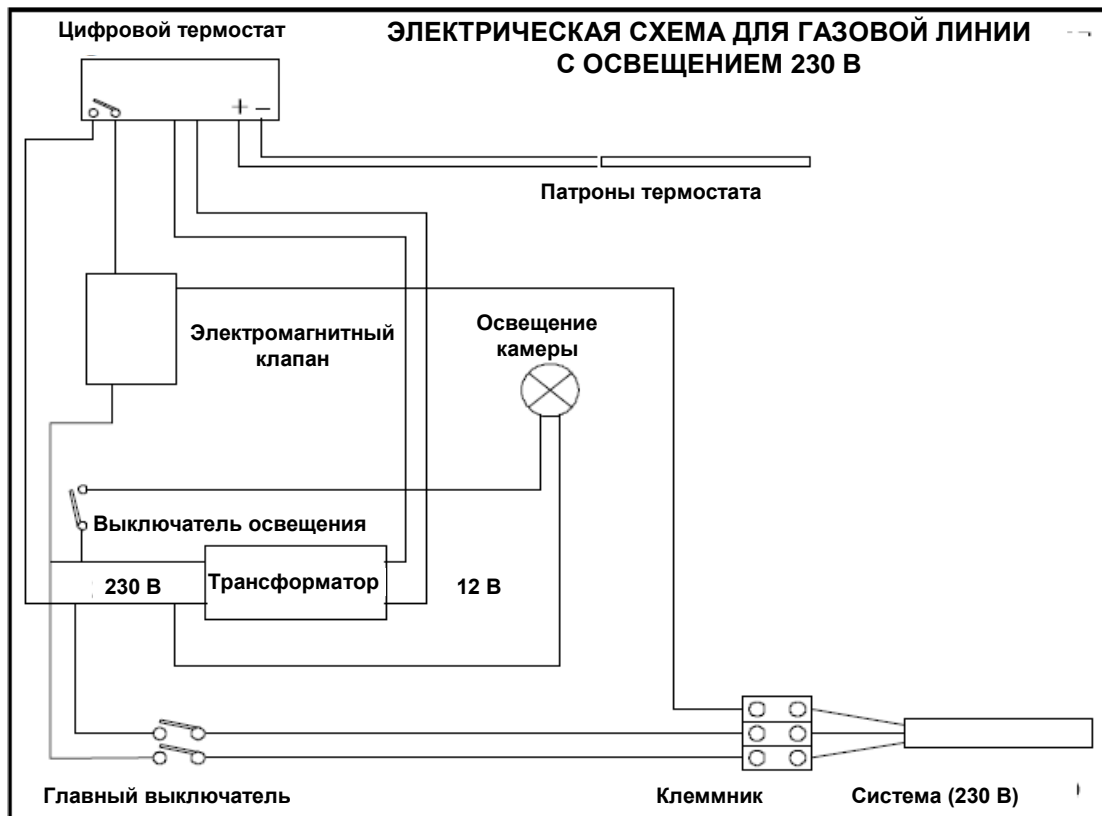 Цифровой термостат
ЭЛЕКТРИЧЕСКАЯ СХЕМА ДЛЯ ГАЗОВОЙ ЛИНИИ
С ОСВЕЩЕНИЕМ 230 В
+ –
Патроны термостата
Электромагнитный
клапан
Освещение
камеры
Выключатель освещения
230 В
Трансформатор
12 В
Главный выключатель
Клеммник
Система (230 В)